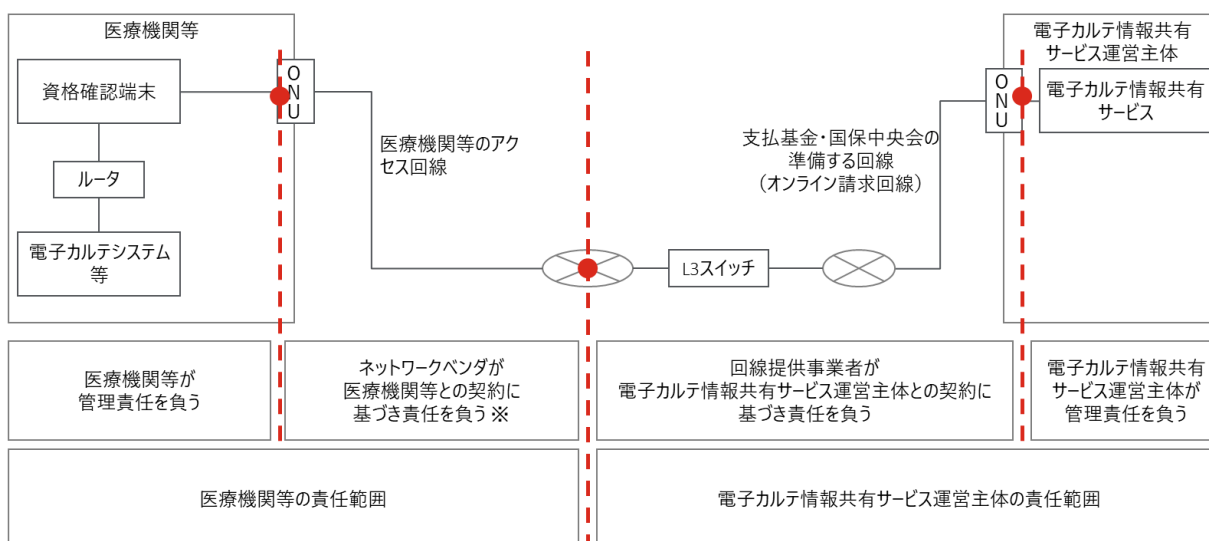 医療機関等
資格確認端末
ルータ
電子カルテシステム
等
ONU
医療機関等のアク
セス回線
L3スイッチ
支払基金・国保中央会の
準備する回線
（オンライン請求回線）
ONU
電子カルテ情報共有
サービス運営主体
電子カルテ情報共有
サービス
医療機関等が
管理責任を負う
ネットワークベンダが
医療機関等との契約に
基づき責任を負う※
回線提供事業者が
電子カルテ情報共有サービス運営主体との契約に
基づき責任を負う
電子カルテ情報共有
サービス運営主体が
管理責任を負う
医療機関等の責任範囲
電子カルテ情報共有サービス運営主体の責任範囲